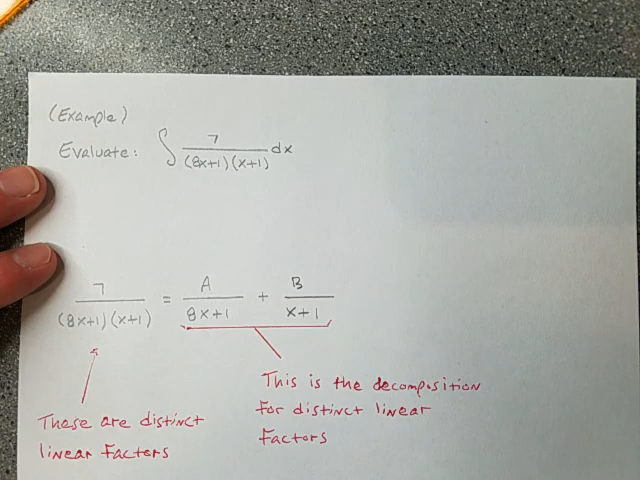 (Example)
Evaluate: ∫ 7/((8x+1)(x+1)) dx
7/((8x+1)(x+1)) = A/(8x+1) + B/(x+1)
These are distinct
linear Factors
This is the decomposition
for distinct linear
Factors